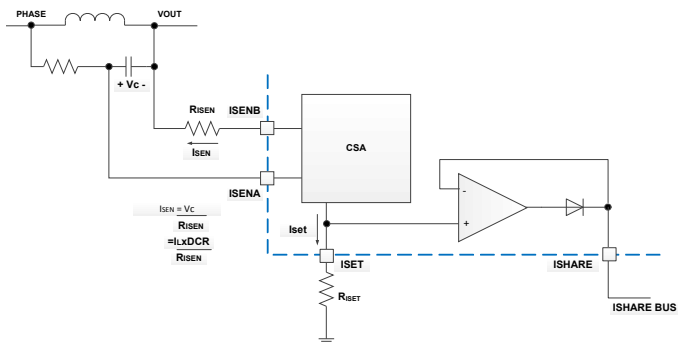 PHASE
VOUT
+ Vc -
RISEN
ISENB
ISEN
CSA
ISENA
ISEN = Vc
RISEN
=ILxDCR
RISEN
-
+
Iset
ISET
ISHARE
RISET
ISHARE BUS